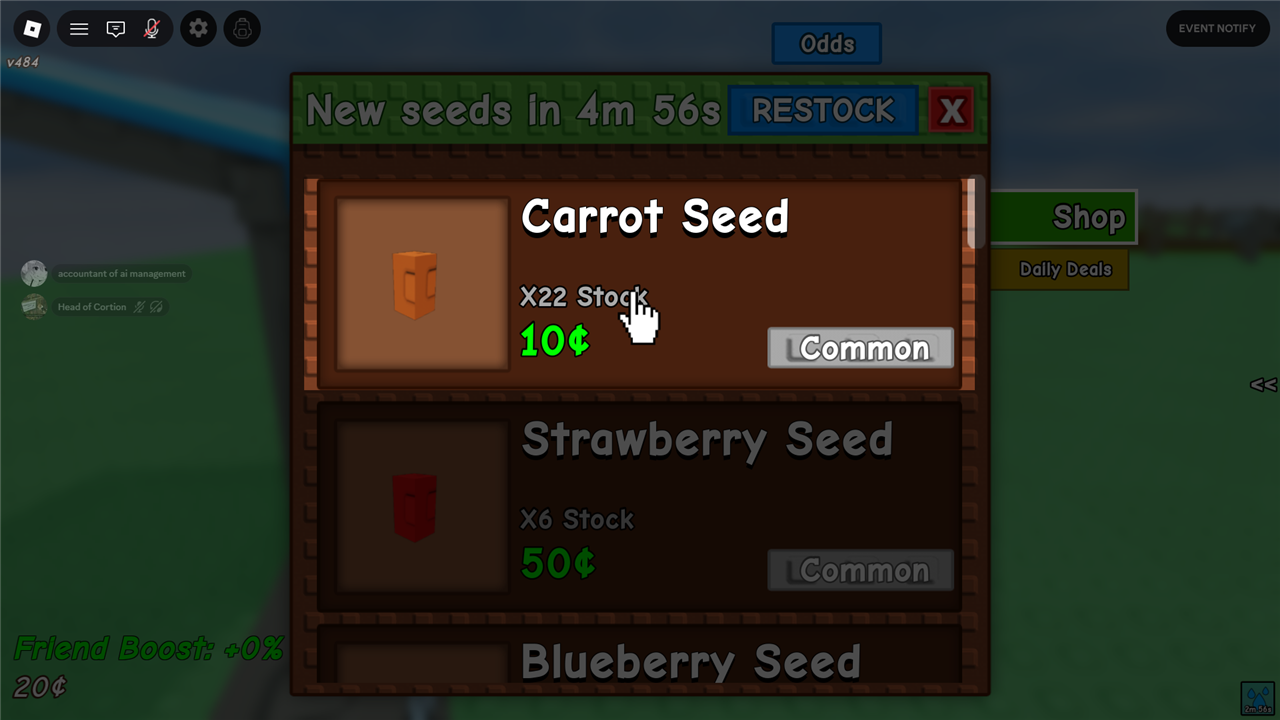 EVENT NOTIFY
Odds
v484
New seeds in 4m 56s
RESTOCK
X
Carrot Seed
X22 Stock
10¢
Common
Shop
Daily Deals
accountant of ai management
Head of Cortion
<<
Strawberry Seed
X6 Stock
50¢
Common
Blueberry Seed
Friend Boost: +0%
20¢
2m 56s